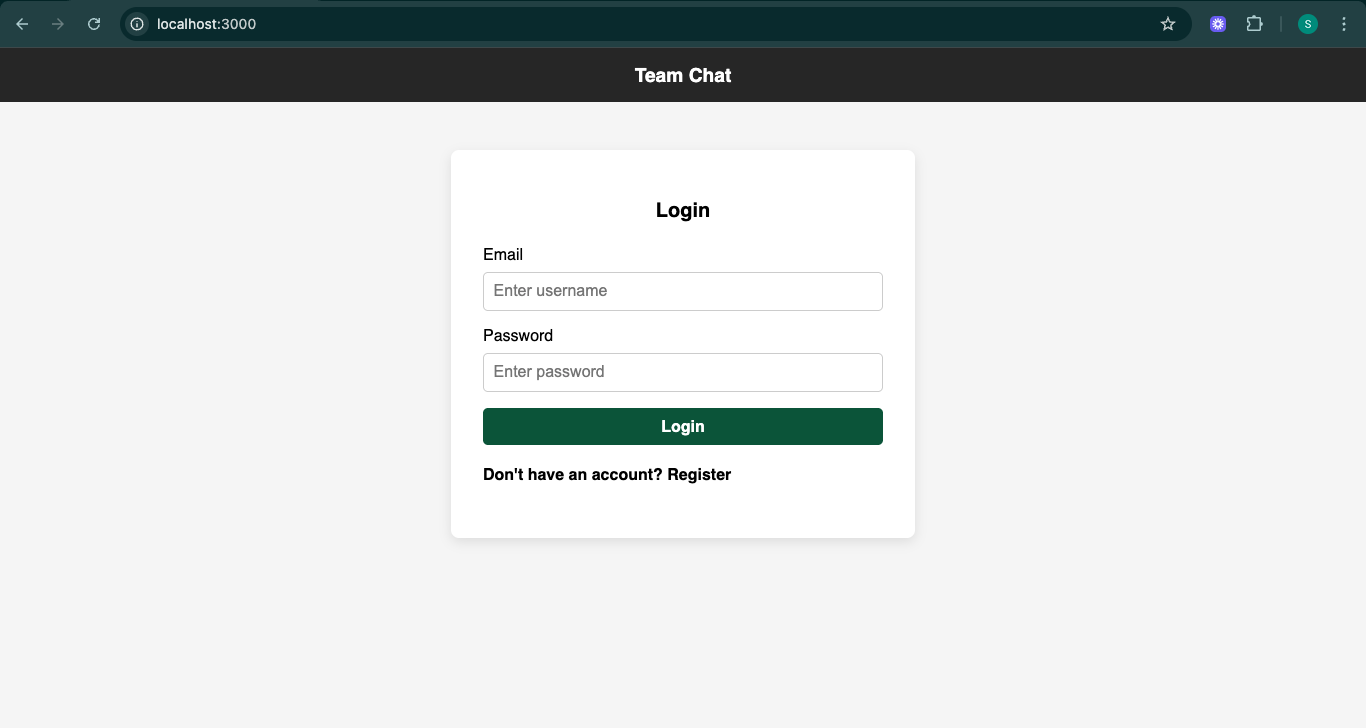 localhost:3000
S
Team Chat
Login
Email
Enter username
Password
Enter password
Login
Don't have an account? Register